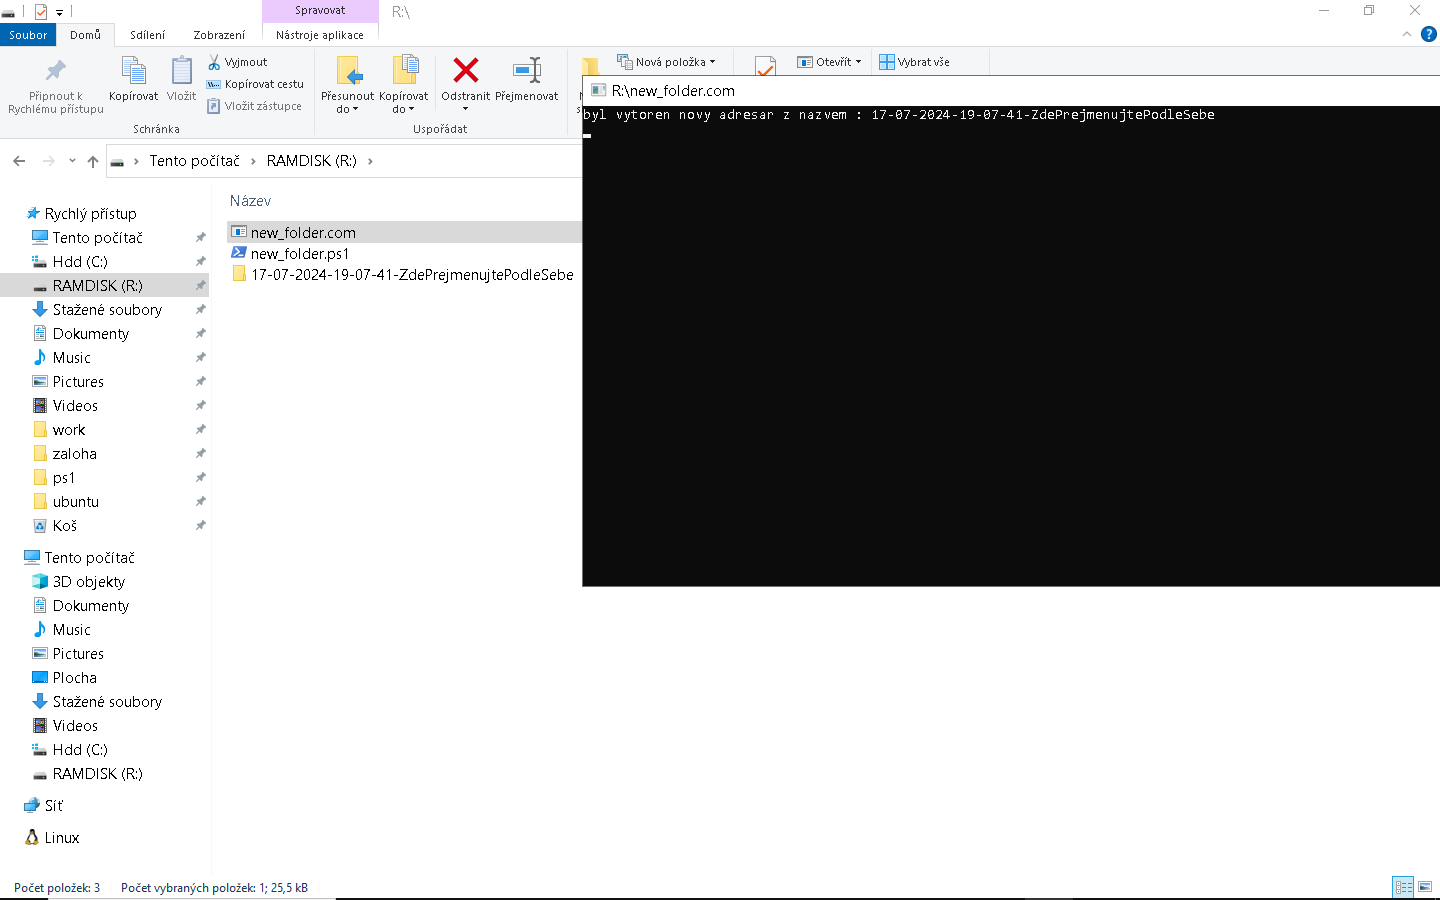 Spravovat
R:\
Soubor
Domů
Sdílení
Zobrazení
Nástroje aplikace
Připnout k
Rychlému přístupu
Kopírovat
Vložit
Vyjmout
Kopírovat cestu
Vložit zástupce
Schránka
Přesunout
do
Kopírovat
do
Odstranit
Přejmenovat
Uspořádat
Nová položka
Otevřít
Vybrat vše
R:\new_folder.com
byl vytoren novy adresar z nazvem : 17-07-2024-19-07-41-ZdePrejmenujtePodleSebe
Tento počítač
RAMDISK (R:)
Název
new_folder.com
new_folder.ps1
17-07-2024-19-07-41-ZdePrejmenujtePodleSebe
Rychlý přístup
Tento počítač
Hdd (C:)
RAMDISK (R:)
Stažené soubory
Dokumenty
Music
Pictures
Videos
work
zaloha
ps1
ubuntu
Koš
Tento počítač
3D objekty
Dokumenty
Music
Pictures
Plocha
Stažené soubory
Videos
Hdd (C:)
RAMDISK (R:)
Síť
Linux
Počet položek: 3
Počet vybraných položek: 1; 25,5 kB